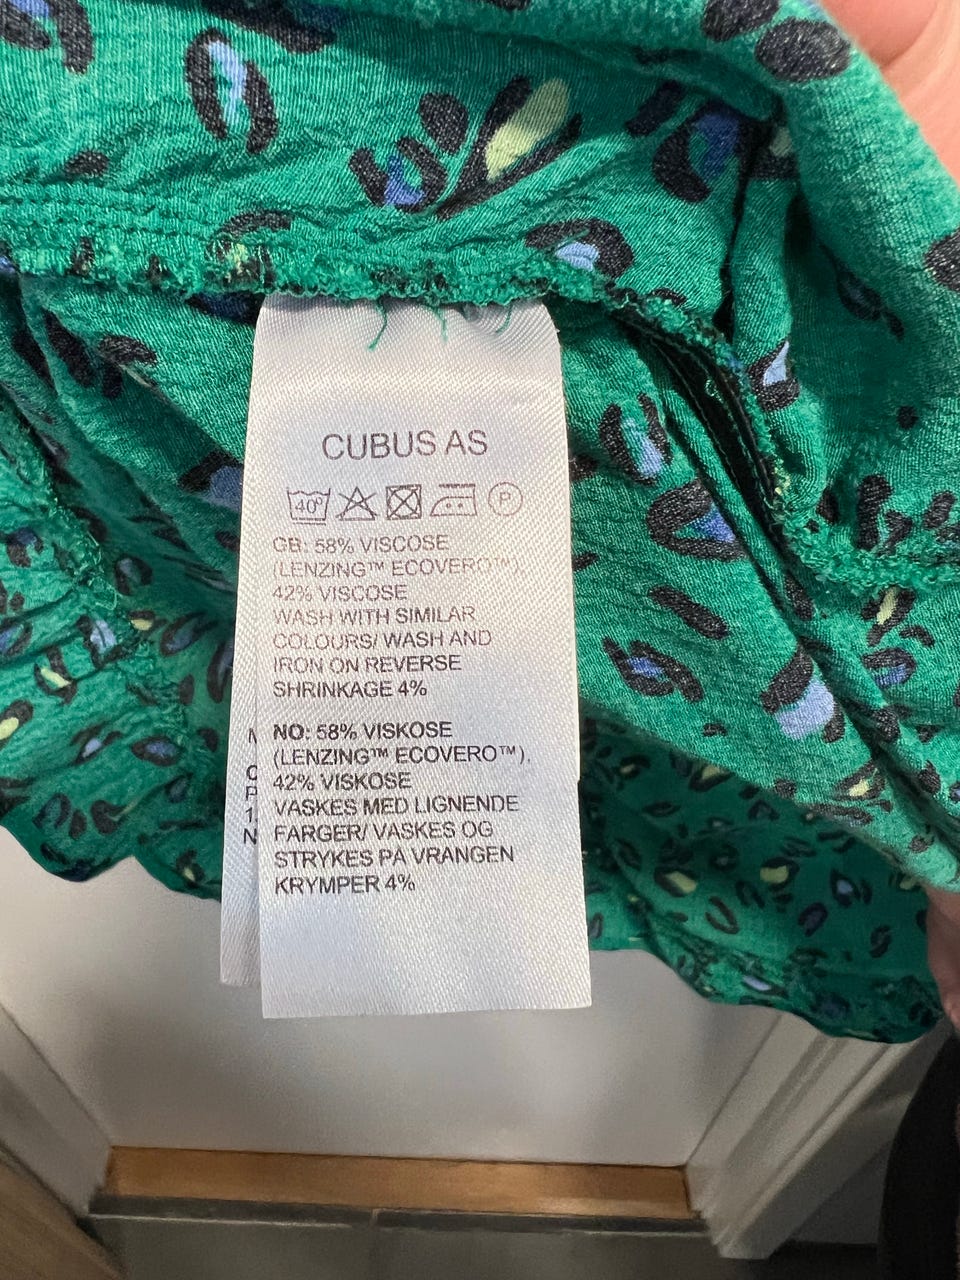 CUBUS AS
40° P
GB: 58% VISCOSE
(LENZING™ ECOVERO™),
42% VISCOSE
WASH WITH SIMILAR
COLOURS/ WASH AND
IRON ON REVERSE
SHRINKAGE 4%
NO: 58% VISKOSE
(LENZING™ ECOVERO™),
42% VISKOSE
VASKES MED LIGNENDE
FARGER/ VASKES OG
STRYKES PÅ VRANGEN
KRYMPER 4%